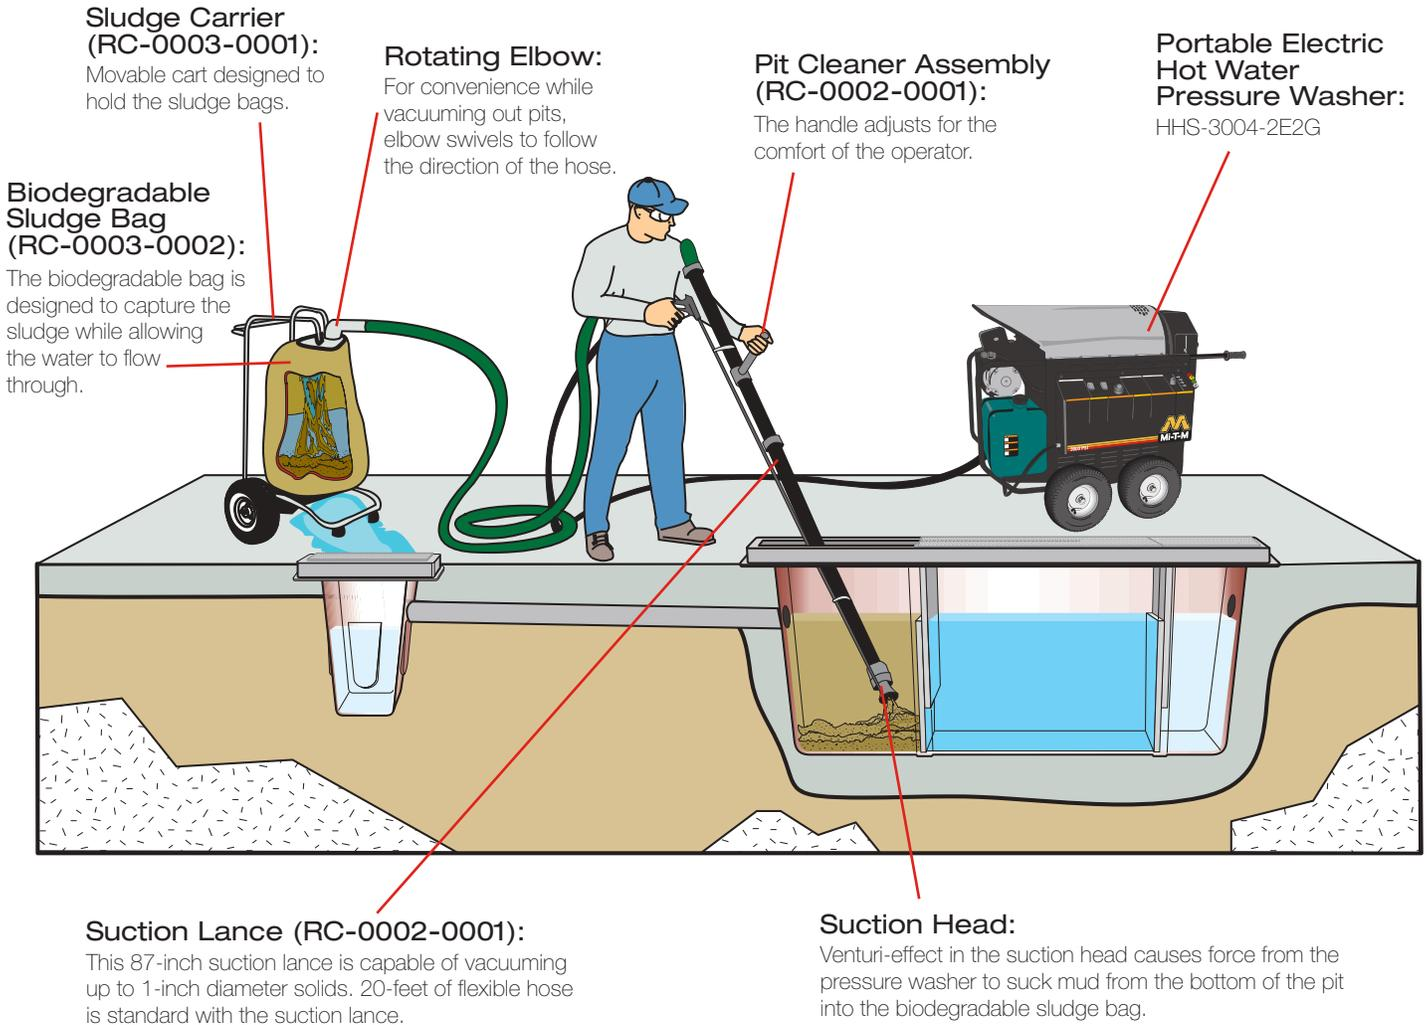 Sludge Carrier
(RC-0003-0001):
Movable cart designed to
hold the sludge bags.
Rotating Elbow:
For convenience while
vacuuming out pits,
elbow swivels to follow
the direction of the hose.
Pit Cleaner Assembly
(RC-0002-0001):
The handle adjusts for the
comfort of the operator.
Portable Electric
Hot Water
Pressure Washer:
HHS-3004-2E2G
Biodegradable
Sludge Bag
(RC-0003-0002):
The biodegradable bag is
designed to capture the
sludge while allowing
the water to flow
through.
Mi-T-M
Suction Lance (RC-0002-0001):
This 87-inch suction lance is capable of vacuuming
up to 1-inch diameter solids. 20-feet of flexible hose
is standard with the suction lance.
Suction Head:
Venturi-effect in the suction head causes force from the
pressure washer to suck mud from the bottom of the pit
into the biodegradable sludge bag.